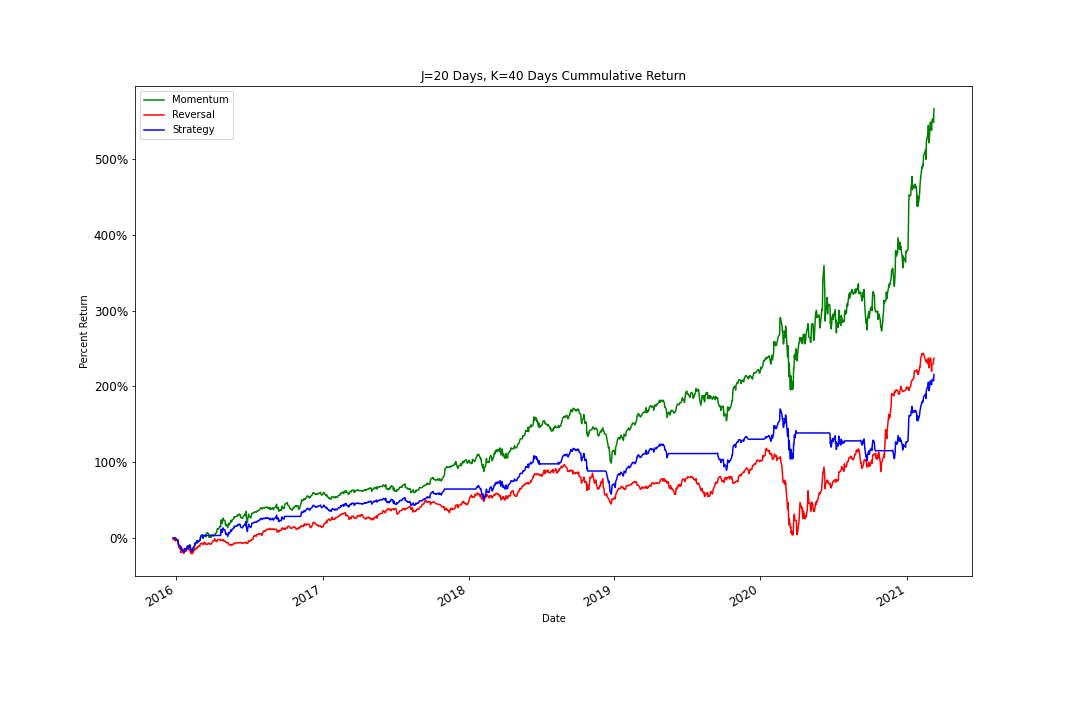 J=20 Days, K=40 Days Cummulative Return
Momentum
Reversal
Strategy
500%
400%
300%
200%
100%
0%
Percent Return
2016
2017
2018
2019
2020
2021
Date